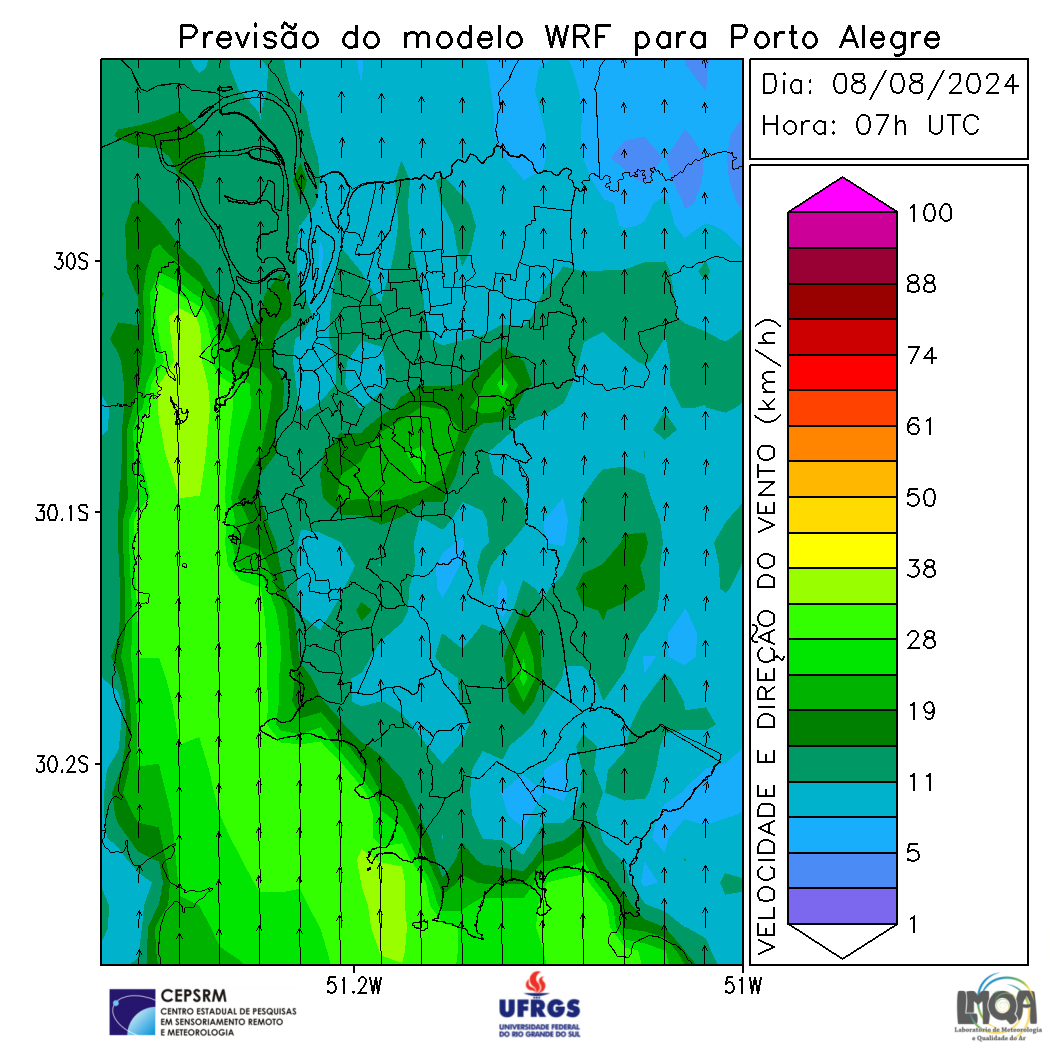 Previsão do modelo WRF para Porto Alegre
Dia: 08/08/2024
Hora: 07h UTC
30S
30.1S
30.2S
51.2W
51W
VELOCIDADE E DIREÇÃO DO VENTO (km/h)
100
88
74
61
50
38
28
19
11
5
1
CEPSRM
CENTRO ESTADUAL DE PESQUISAS
EM SENSORIAMENTO REMOTO
E METEOROLOGIA
UFRGS
UNIVERSIDADE FEDERAL
DO RIO GRANDE DO SUL
LMQA
Laboratório de Meteorologia
e Qualidade do Ar